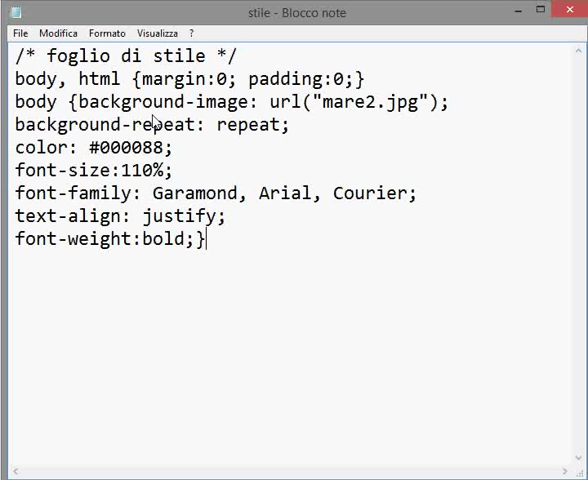 stile - Blocco note
File Modifica Formato Visualizza ?
/* foglio di stile */
body, html {margin:0; padding:0;}
body {background-image: url("mare2.jpg");
background-repeat: repeat;
color: #000088;
font-size:110%;
font-family: Garamond, Arial, Courier;
text-align: justify;
font-weight:bold;}